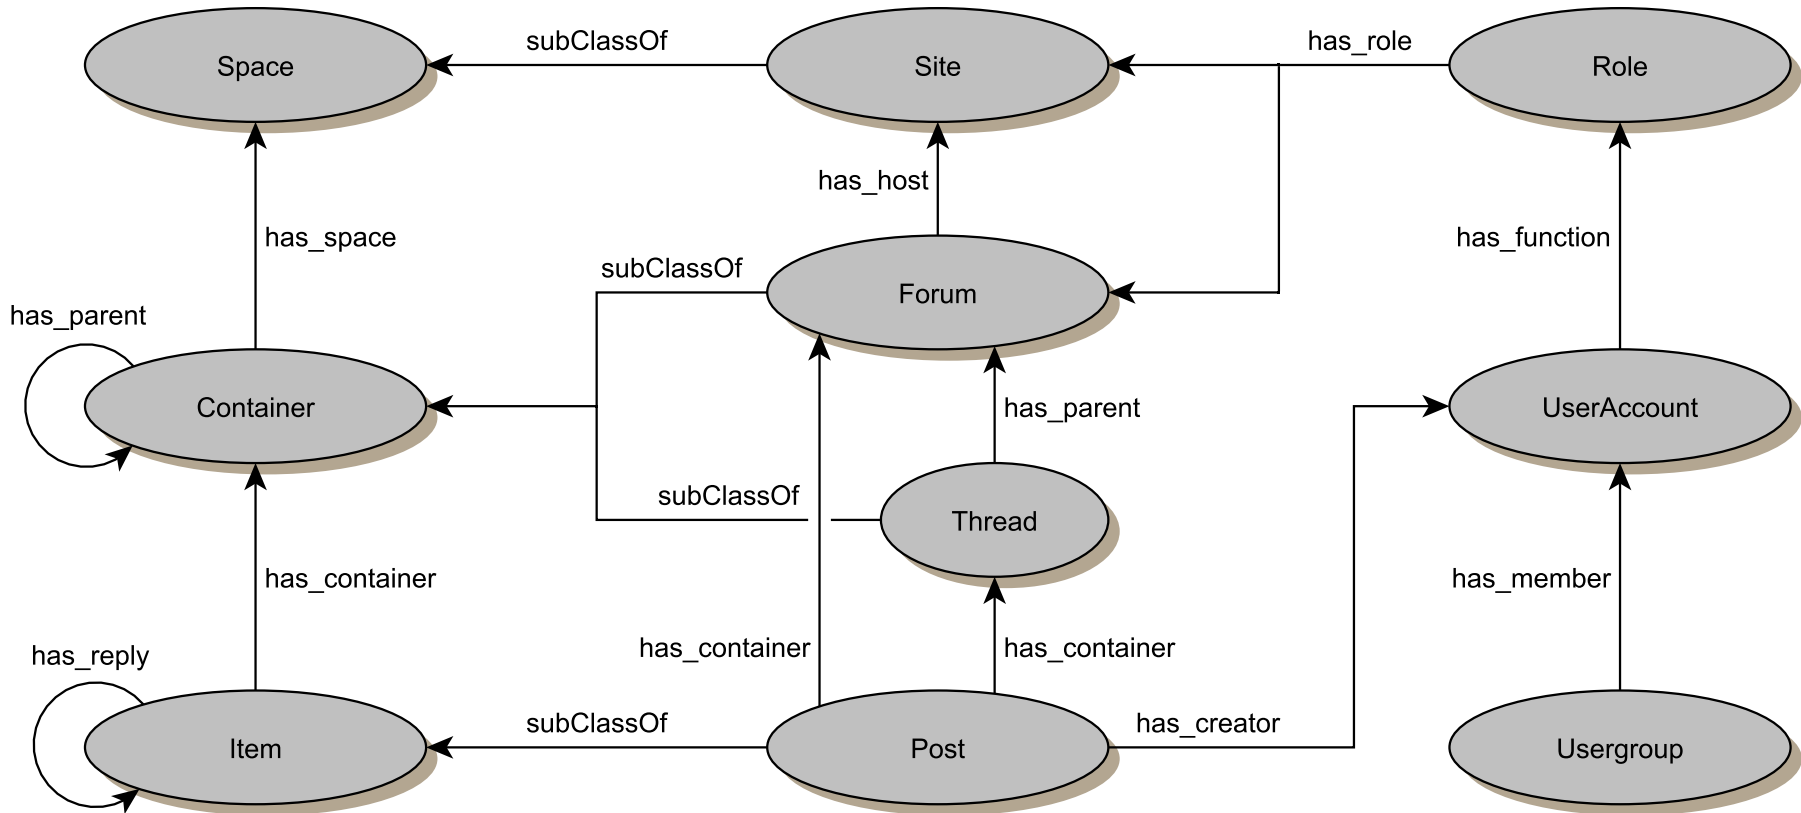 subClassOf
has_role
Space
Site
Role
has_host
has_space
has_function
subClassOf
Forum
has_parent
Container
has_parent
UserAccount
subClassOf
Thread
has_container
has_member
has_reply
has_container
has_container
subClassOf
has_creator
Item
Post
Usergroup